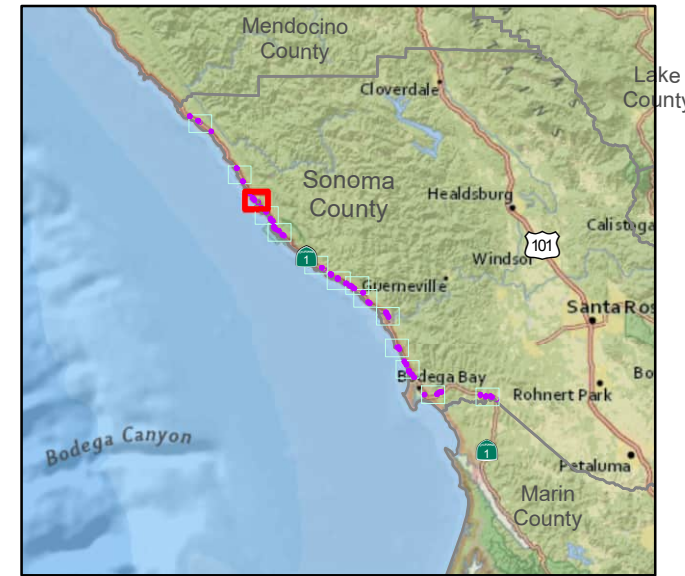 Mendocino
County
Lake
County
Cloverdale
Sonoma
County
Healdsburg
Calistoga
101
Windsor
1
Guerneville
Santa Ros
Bodega Bay
Rohnert Park
Bo
Bodega Canyon
1
Petaluma
Marin
County